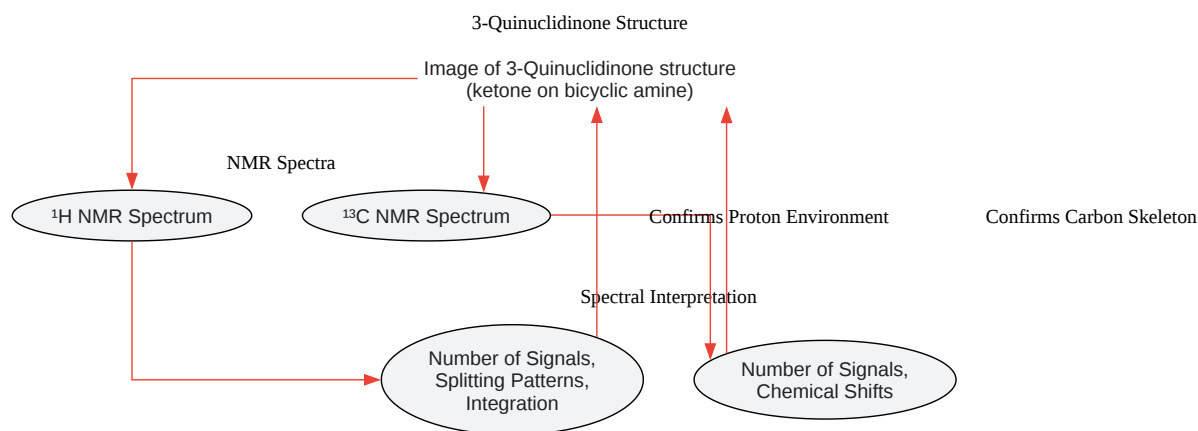 3-Quinuclidinone Structure
Image of 3-Quinuclidinone structure
(ketone on bicyclic amine)
NMR Spectra
¹H NMR Spectrum
¹³C NMR Spectrum
Confirms Proton Environment
Confirms Carbon Skeleton
Spectral Interpretation
Number of Signals,
Splitting Patterns,
Integration
Number of Signals,
Chemical Shifts